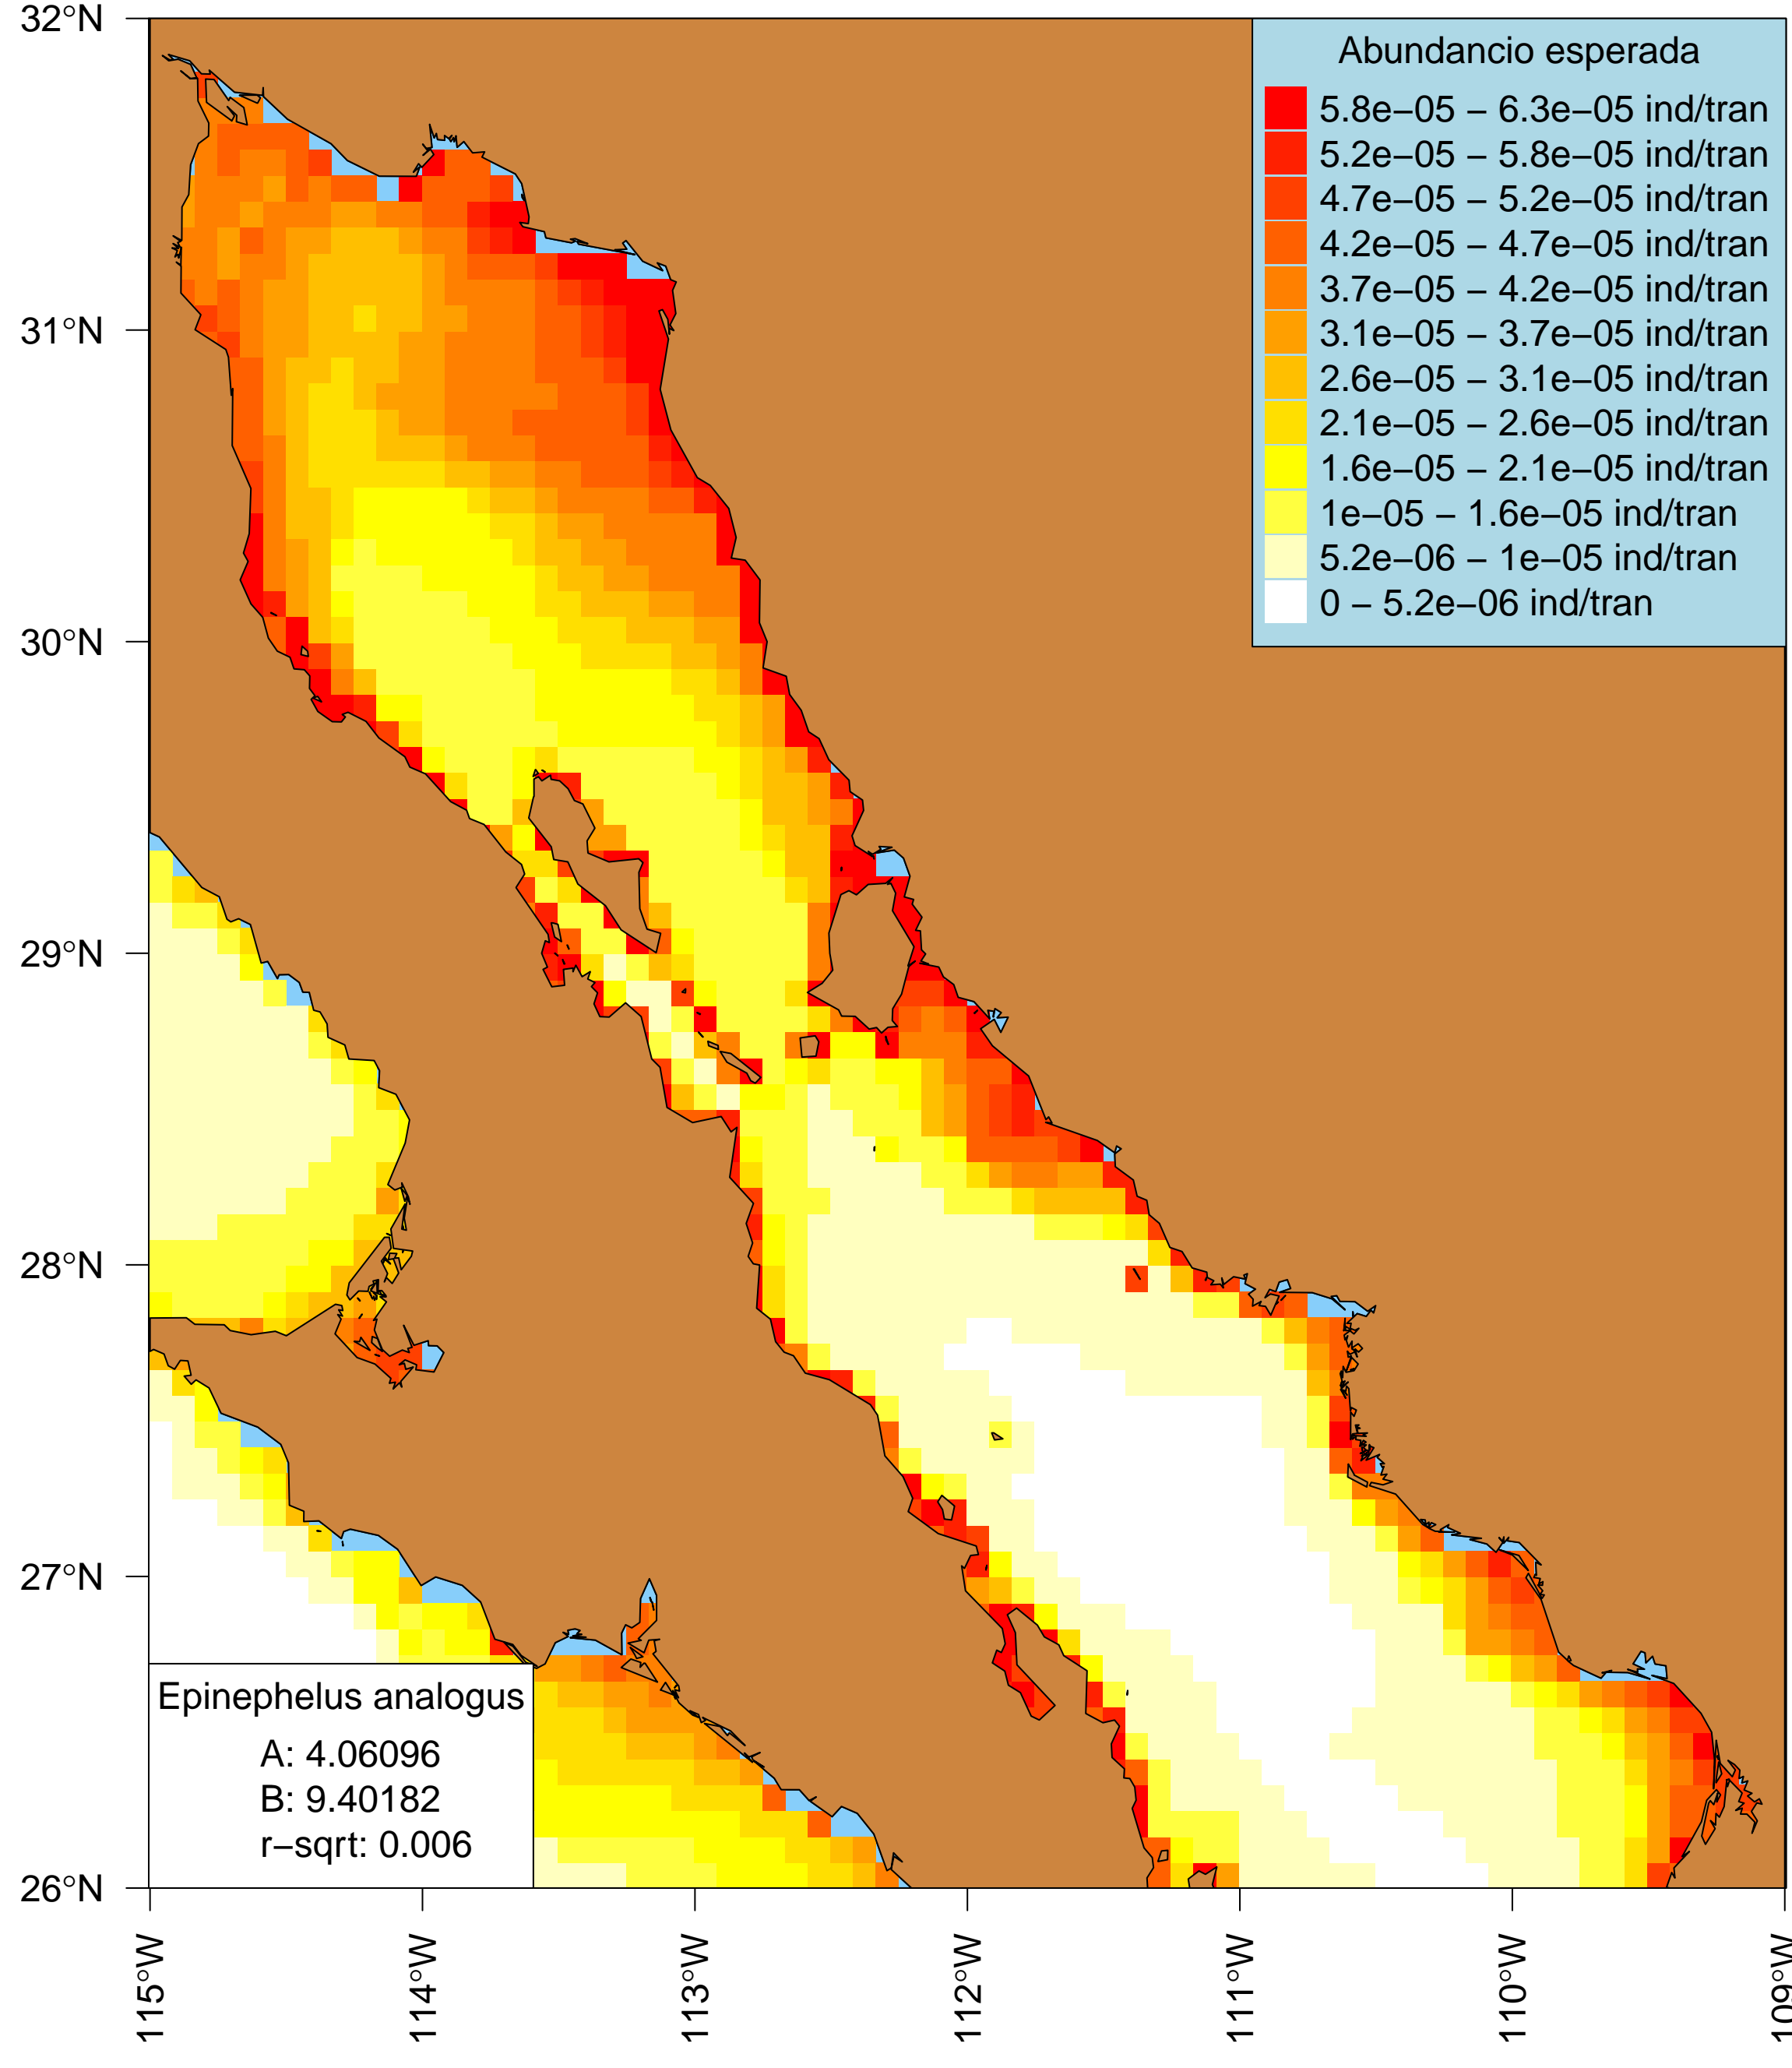 32°N
31°N
30°N
29°N
28°N
27°N
26°N
Abundancio esperada
5.8e−05 − 6.3e−05 ind/tran
5.2e−05 − 5.8e−05 ind/tran
4.7e−05 − 5.2e−05 ind/tran
4.2e−05 − 4.7e−05 ind/tran
3.7e−05 − 4.2e−05 ind/tran
3.1e−05 − 3.7e−05 ind/tran
2.6e−05 − 3.1e−05 ind/tran
2.1e−05 − 2.6e−05 ind/tran
1.6e−05 − 2.1e−05 ind/tran
1e−05 − 1.6e−05 ind/tran
5.2e−06 − 1e−05 ind/tran
0 − 5.2e−06 ind/tran
Epinephelus analogus
A: 4.06096
B: 9.40182
r−sqrt: 0.006
115°W
114°W
113°W
112°W
111°W
110°W
109°W